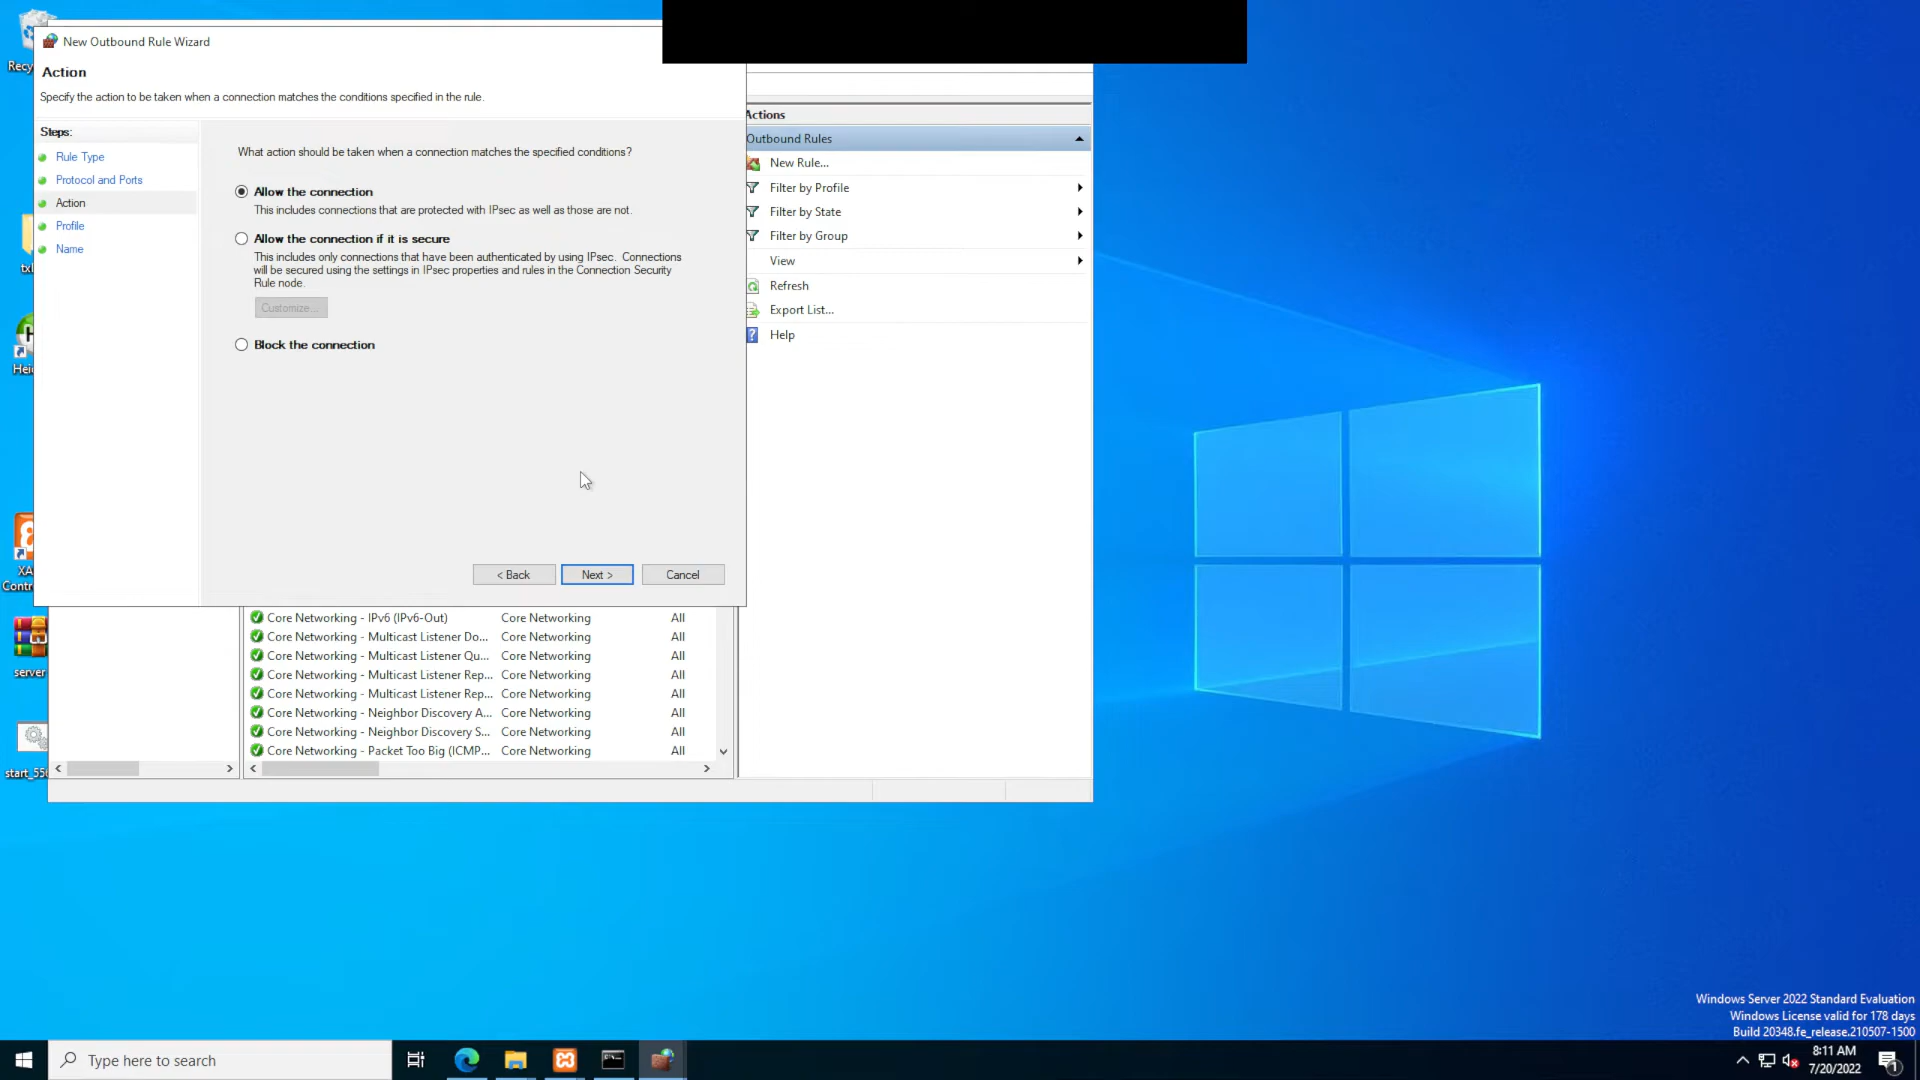 New Outbound Rule Wizard
Action
Specify the action to be taken when a connection matches the conditions specified in the rule.
Steps:
Rule Type
Protocol and Ports
Action
Profile
Name
What action should be taken when a connection matches the specified conditions?
Allow the connection
This includes connections that are protected with IPsec as well as those are not.
Allow the connection if it is secure
This includes only connections that have been authenticated by using IPsec. Connections
will be secured using the settings in IPsec properties and rules in the Connection Security
Rule node.
Customize...
Block the connection
< Back
Next >
Cancel
Actions
Outbound Rules
New Rule...
Filter by Profile
Filter by State
Filter by Group
View
Refresh
Export List...
Help
Core Networking - IPv6 (IPv6-Out) Core Networking All
Core Networking - Multicast Listener Do... Core Networking All
Core Networking - Multicast Listener Qu... Core Networking All
Core Networking - Multicast Listener Rep... Core Networking All
Core Networking - Multicast Listener Rep... Core Networking All
Core Networking - Neighbor Discovery A... Core Networking All
Core Networking - Neighbor Discovery S... Core Networking All
Core Networking - Packet Too Big (ICMP... Core Networking All
Recy
txl
Hei
XA
Contr
server
start_55
Windows Server 2022 Standard Evaluation
Windows License valid for 178 days
Build 20348.fe_release.210507-1500
Type here to search
8:11 AM
7/20/2022
1